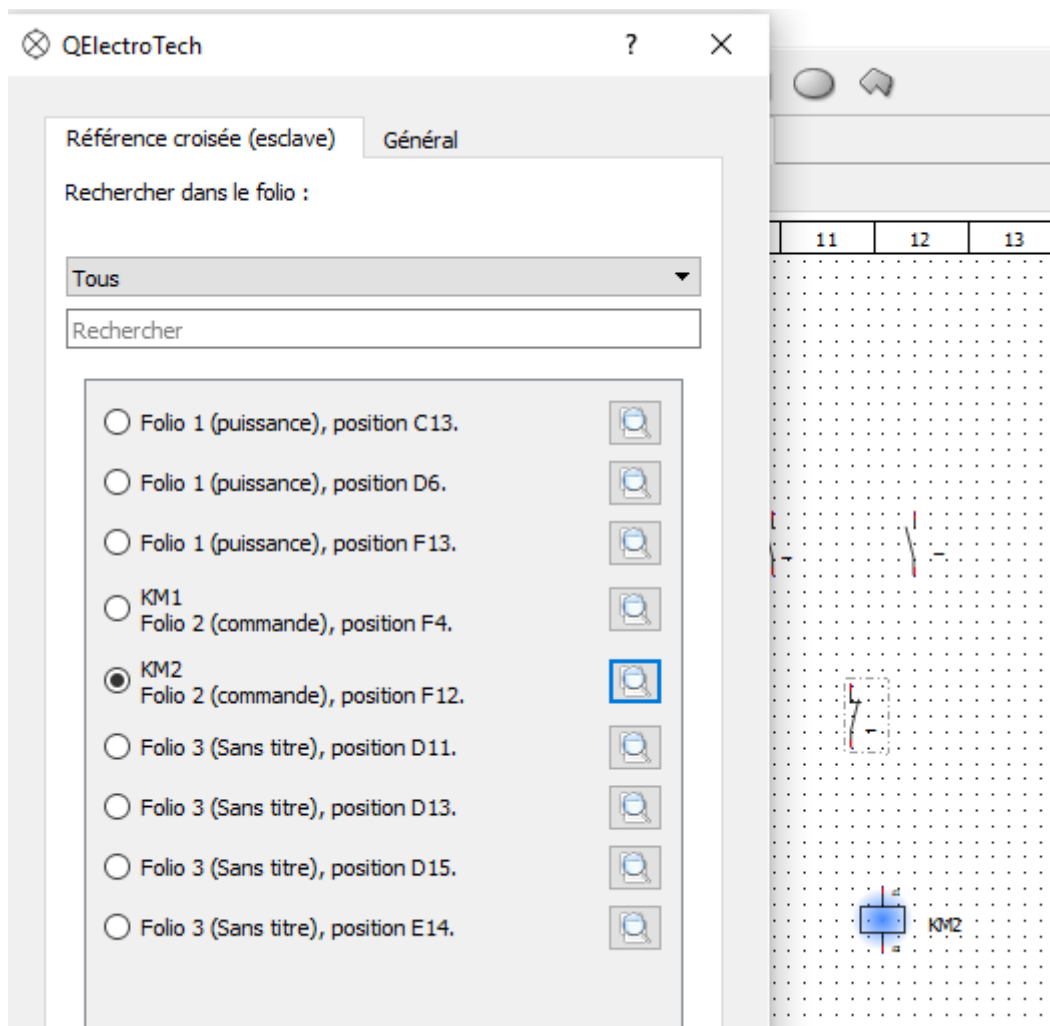 QElectroTech ?
Référence croisée (esclave) Général
Rechercher dans le folio :
Tous
Rechercher
Folio 1 (puissance), position C13.
Folio 1 (puissance), position D6.
Folio 1 (puissance), position F13.
KM1
Folio 2 (commande), position F4.
KM2
Folio 2 (commande), position F12.
Folio 3 (Sans titre), position D11.
Folio 3 (Sans titre), position D13.
Folio 3 (Sans titre), position D15.
Folio 3 (Sans titre), position E14.
11 12 13
KM2